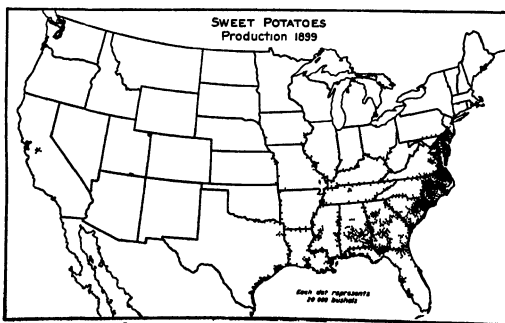 SWEET POTATOES
Production 1899
Each dot represents
20 000 bushels